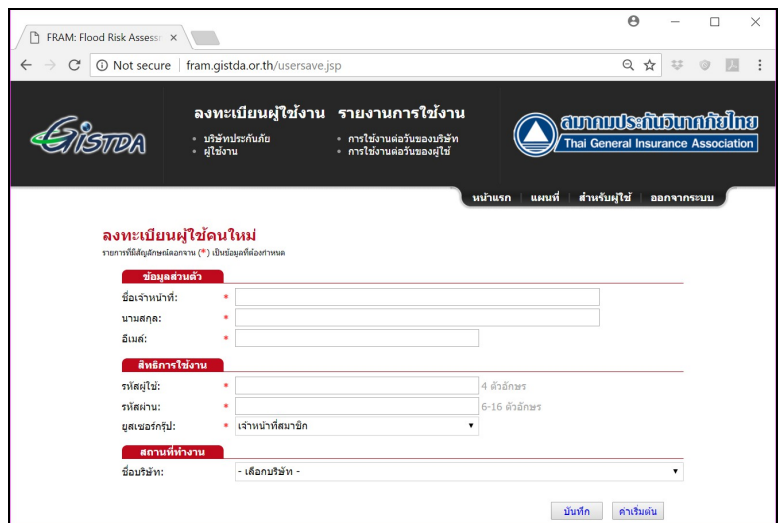 FRAM: Flood Risk Assess
Not secure fram.gistda.or.th/usersave.jsp
GISTDA
ลงทะเบียนผู้ใช้งาน รายงานการใช้งาน
• บริษัทประกันภัย • การใช้งานต่อวันของบริษัท
• ผู้ใช้งาน • การใช้งานต่อวันของผู้ใช้
สมาคมประกันวินาศภัยไทย
Thai General Insurance Association
หน้าแรก แผนที่ สำหรับผู้ใช้ ออกจากระบบ
ลงทะเบียนผู้ใช้คนใหม่
รายการที่มีสัญลักษณ์ดอกจาน (*) เป็นข้อมูลที่ต้องกำหนด
ข้อมูลส่วนตัว
ชื่อเจ้าหน้าที่: *
นามสกุล: *
อีเมล์: *
สิทธิการใช้งาน
รหัสผู้ใช้: * 4 ตัวอักษร
รหัสผ่าน: * 6-16 ตัวอักษร
ยูสเซอร์กรุ๊ป: * เจ้าหน้าที่สมาชิก
สถานที่ทำงาน
ชื่อบริษัท: - เลือกบริษัท -
บันทึก ค่าเริ่มต้น